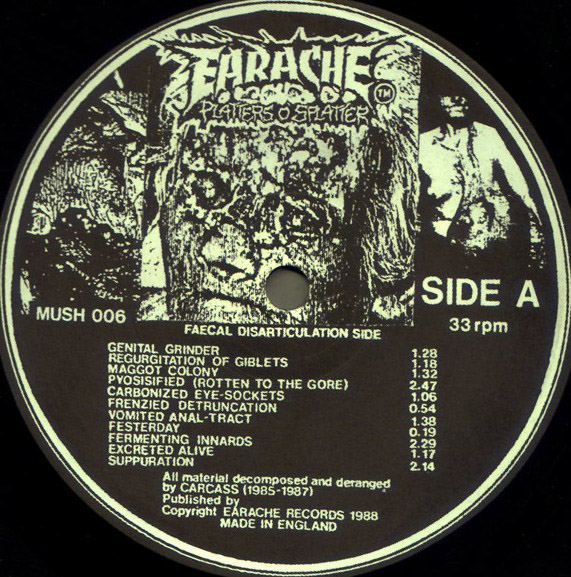 EARACHE
TM
PLATTERS O' SPLATTER
MUSH 006
SIDE A
33 rpm
FAECAL DISARTICULATION SIDE
GENITAL GRINDER 1.28
REGURGITATION OF GIBLETS 1.18
MAGGOT COLONY 1.32
PYOSISIFIED (ROTTEN TO THE GORE) 2.47
CARBONIZED EYE-SOCKETS 1.06
FRENZIED DETRUNCATION 0.54
VOMITED ANAL-TRACT 1.38
FESTERDAY 0.19
FERMENTING INNARDS 2.29
EXCRETED ALIVE 1.17
SUPPURATION 2.14
All material decomposed and deranged
by CARCASS (1985-1987)
Published by
Copyright EARACHE RECORDS 1988
MADE IN ENGLAND